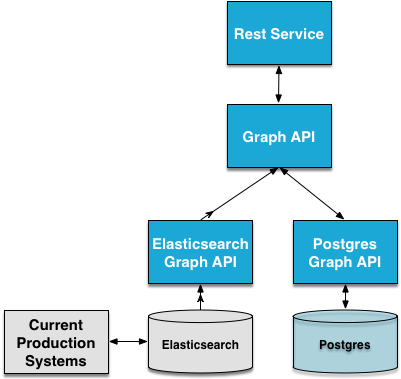 Rest Service
Graph API
Elasticsearch
Graph API
Postgres
Graph API
Current
Production
Systems
Elasticsearch
Postgres